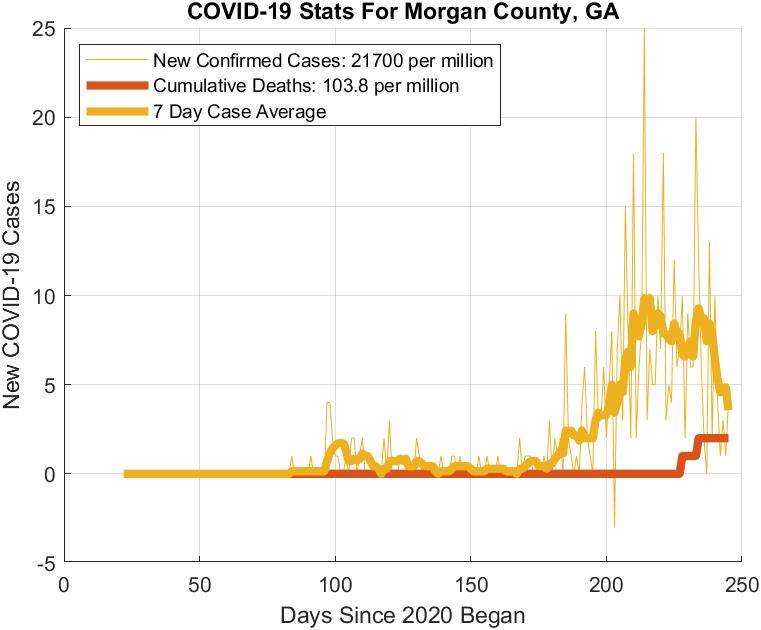 COVID-19 Stats For Morgan County, GA
New Confirmed Cases: 21700 per million
Cumulative Deaths: 103.8 per million
7 Day Case Average
New COVID-19 Cases
25
20
15
10
5
0
-5
0 50 100 150 200 250
Days Since 2020 Began